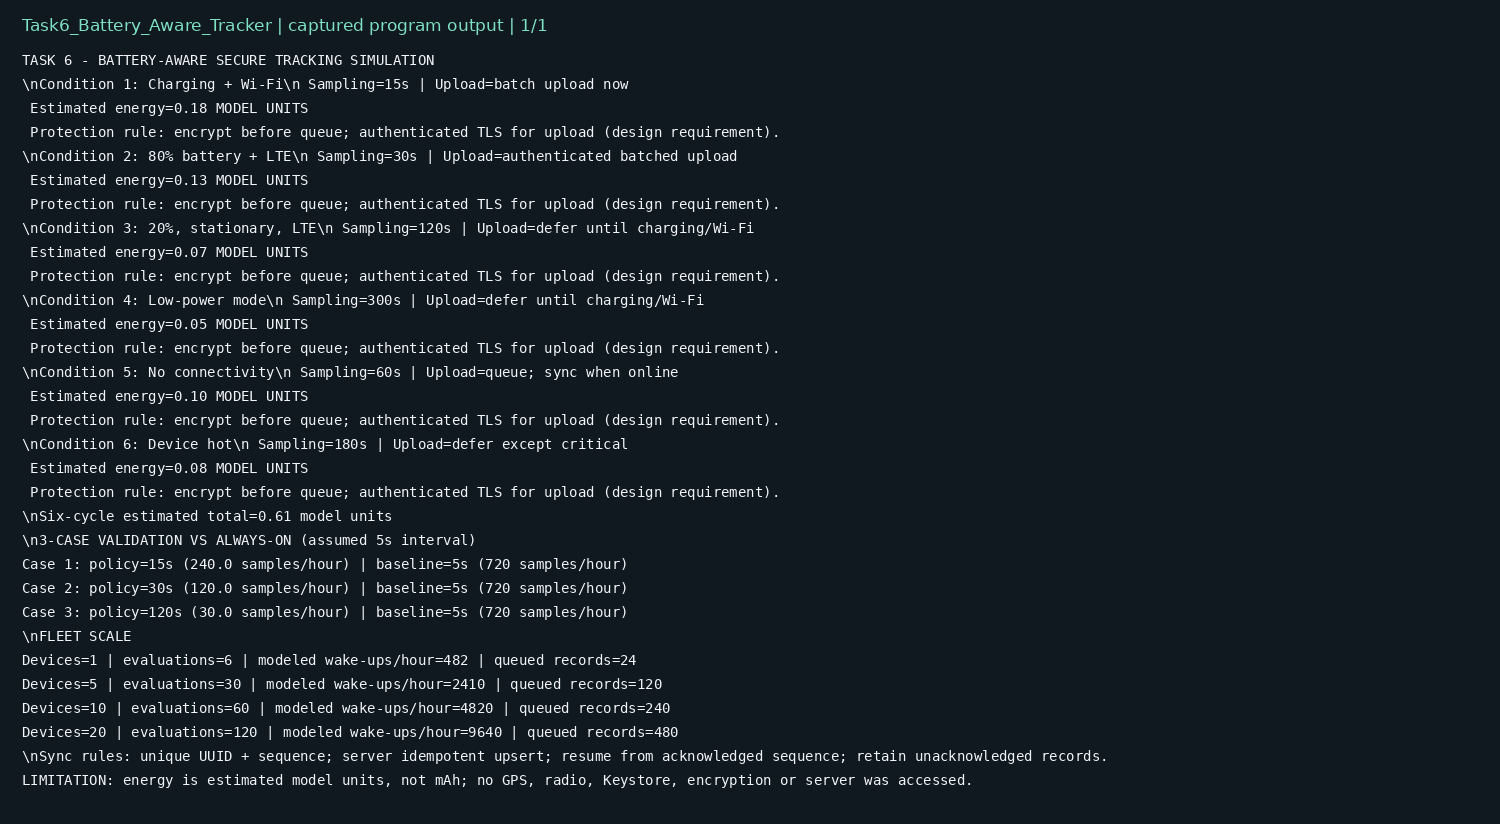 Task6_Battery_Aware_Tracker | captured program output | 1/1
TASK 6 - BATTERY-AWARE SECURE TRACKING SIMULATION
\nCondition 1: Charging + Wi-Fi\n Sampling=15s | Upload=batch upload now
 Estimated energy=0.18 MODEL UNITS
 Protection rule: encrypt before queue; authenticated TLS for upload (design requirement).
\nCondition 2: 80% battery + LTE\n Sampling=30s | Upload=authenticated batched upload
 Estimated energy=0.13 MODEL UNITS
 Protection rule: encrypt before queue; authenticated TLS for upload (design requirement).
\nCondition 3: 20%, stationary, LTE\n Sampling=120s | Upload=defer until charging/Wi-Fi
 Estimated energy=0.07 MODEL UNITS
 Protection rule: encrypt before queue; authenticated TLS for upload (design requirement).
\nCondition 4: Low-power mode\n Sampling=300s | Upload=defer until charging/Wi-Fi
 Estimated energy=0.05 MODEL UNITS
 Protection rule: encrypt before queue; authenticated TLS for upload (design requirement).
\nCondition 5: No connectivity\n Sampling=60s | Upload=queue; sync when online
 Estimated energy=0.10 MODEL UNITS
 Protection rule: encrypt before queue; authenticated TLS for upload (design requirement).
\nCondition 6: Device hot\n Sampling=180s | Upload=defer except critical
 Estimated energy=0.08 MODEL UNITS
 Protection rule: encrypt before queue; authenticated TLS for upload (design requirement).
\nSix-cycle estimated total=0.61 model units
\n3-CASE VALIDATION VS ALWAYS-ON (assumed 5s interval)
Case 1: policy=15s (240.0 samples/hour) | baseline=5s (720 samples/hour)
Case 2: policy=30s (120.0 samples/hour) | baseline=5s (720 samples/hour)
Case 3: policy=120s (30.0 samples/hour) | baseline=5s (720 samples/hour)
\nFLEET SCALE
Devices=1 | evaluations=6 | modeled wake-ups/hour=482 | queued records=24
Devices=5 | evaluations=30 | modeled wake-ups/hour=2410 | queued records=120
Devices=10 | evaluations=60 | modeled wake-ups/hour=4820 | queued records=240
Devices=20 | evaluations=120 | modeled wake-ups/hour=9640 | queued records=480
\nSync rules: unique UUID + sequence; server idempotent upsert; resume from acknowledged sequence; retain unacknowledged records.
LIMITATION: energy is estimated model units, not mAh; no GPS, radio, Keystore, encryption or server was accessed.